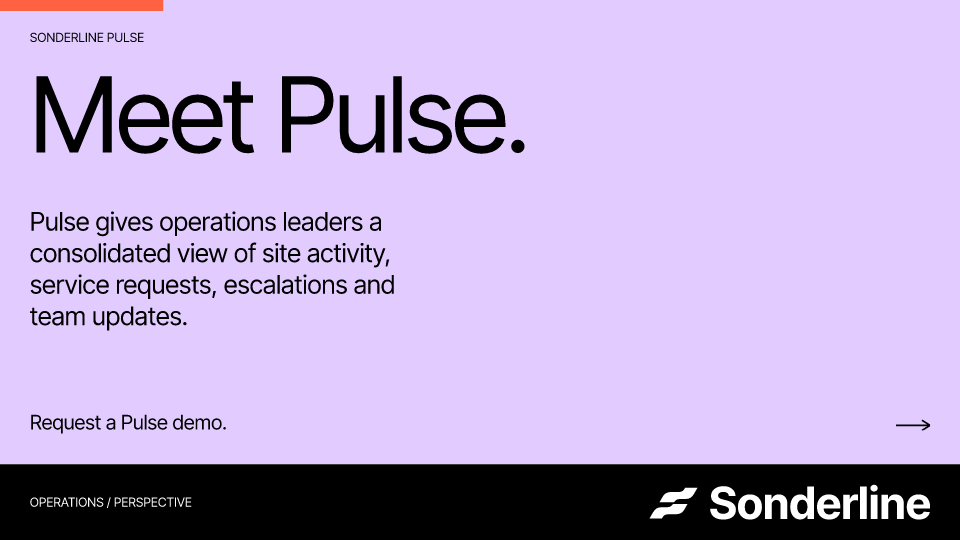 SONDERLINE PULSE
Meet Pulse.
Pulse gives operations leaders a
consolidated view of site activity,
service requests, escalations and
team updates.
Request a Pulse demo.
OPERATIONS / PERSPECTIVE
Sonderline